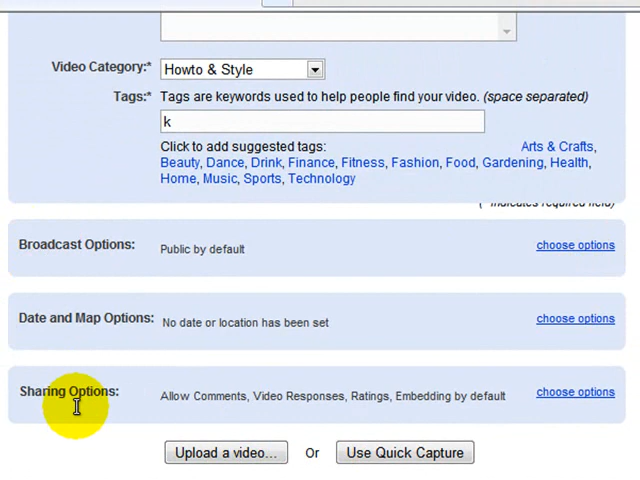 Video Category:* Howto & Style
Tags:* Tags are keywords used to help people find your video. (space separated)
k
Click to add suggested tags: Arts & Crafts,
Beauty, Dance, Drink, Finance, Fitness, Fashion, Food, Gardening, Health,
Home, Music, Sports, Technology
indicates required field)
Broadcast Options: Public by default choose options
Date and Map Options: No date or location has been set choose options
Sharing Options: Allow Comments, Video Responses, Ratings, Embedding by default choose options
Upload a video... Or Use Quick Capture